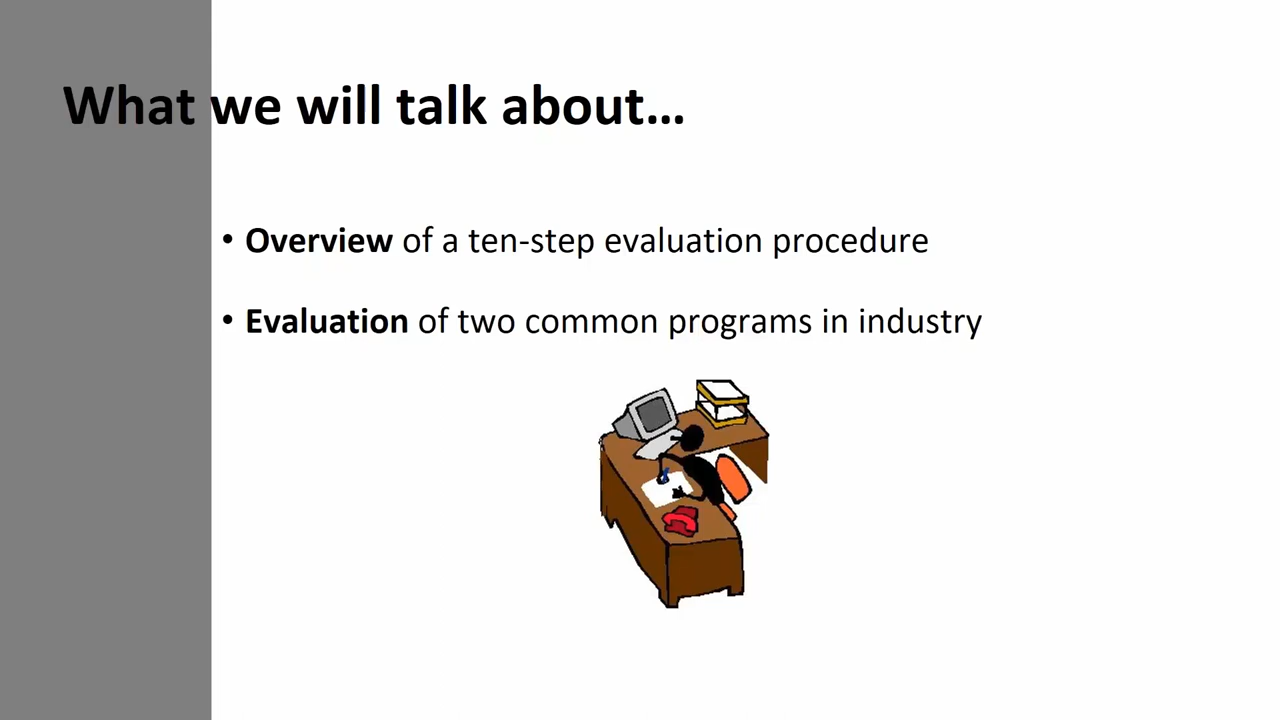 What we will talk about…
• Overview of a ten-step evaluation procedure
• Evaluation of two common programs in industry